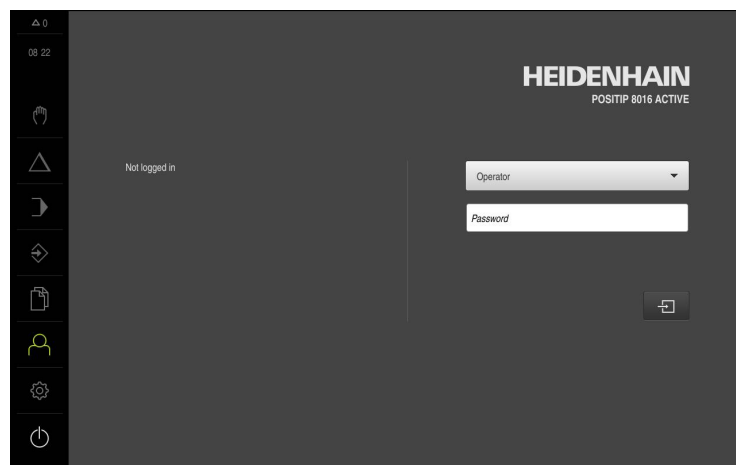 0
08 22
HEIDENHAIN
POSITIP 8016 ACTIVE
Not logged in
Operator
Password